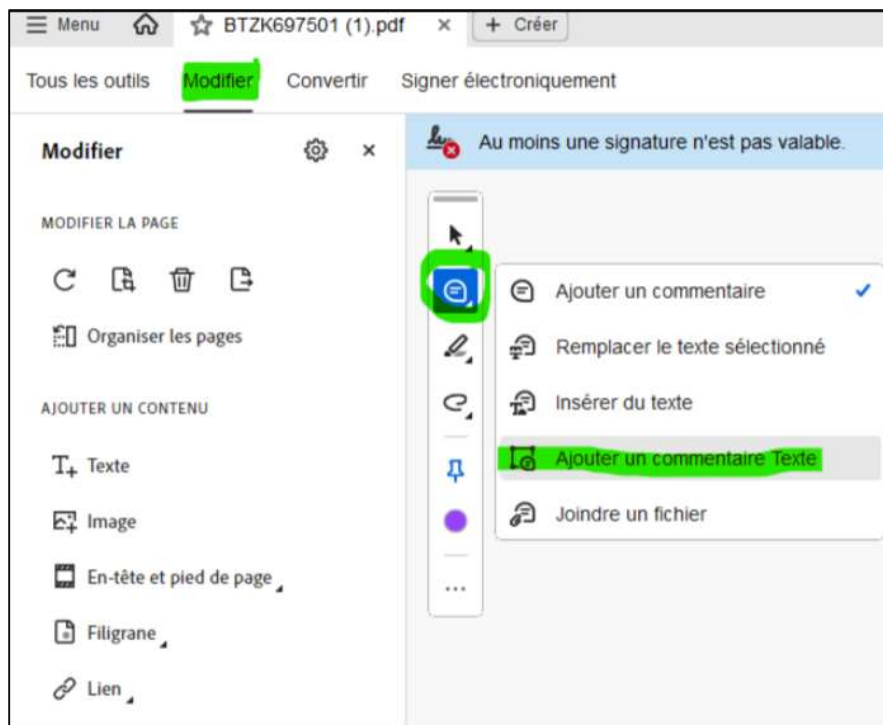 Menu
BTZK697501 (1).pdf
Créer
Tous les outils
Modifier
Convertir
Signer électroniquement
Modifier
Au moins une signature n'est pas valable.
MODIFIER LA PAGE
Organiser les pages
AJOUTER UN CONTENU
Texte
Image
En-tête et pied de page
Filigrane
Lien
Ajouter un commentaire
Remplacer le texte sélectionné
Insérer du texte
Ajouter un commentaire Texte
Joindre un fichier